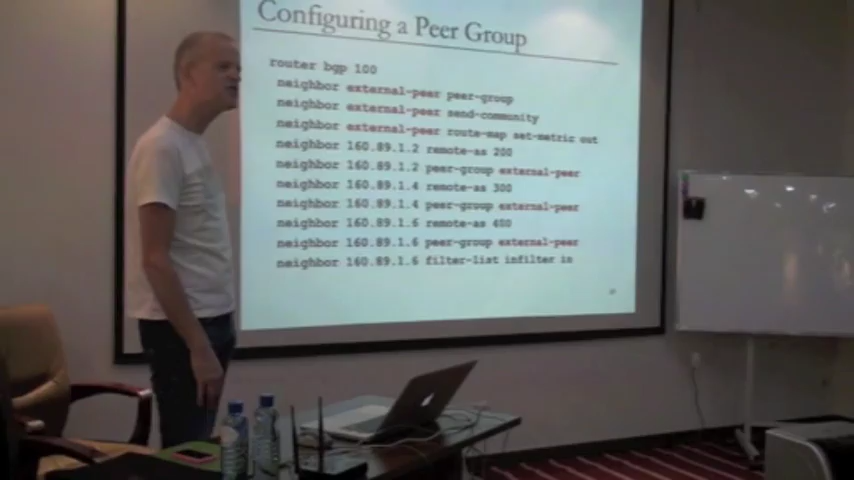 Configuring a Peer Group
router bgp 100
neighbor external-peer peer-group
neighbor external-peer send-community
neighbor external-peer route-map set-metric out
neighbor 160.89.1.2 remote-as 200
neighbor 160.89.1.2 peer-group external-peer
neighbor 160.89.1.4 remote-as 300
neighbor 160.89.1.4 peer-group external-peer
neighbor 160.89.1.6 remote-as 400
neighbor 160.89.1.6 peer-group external-peer
neighbor 160.89.1.6 filter-list infilter in